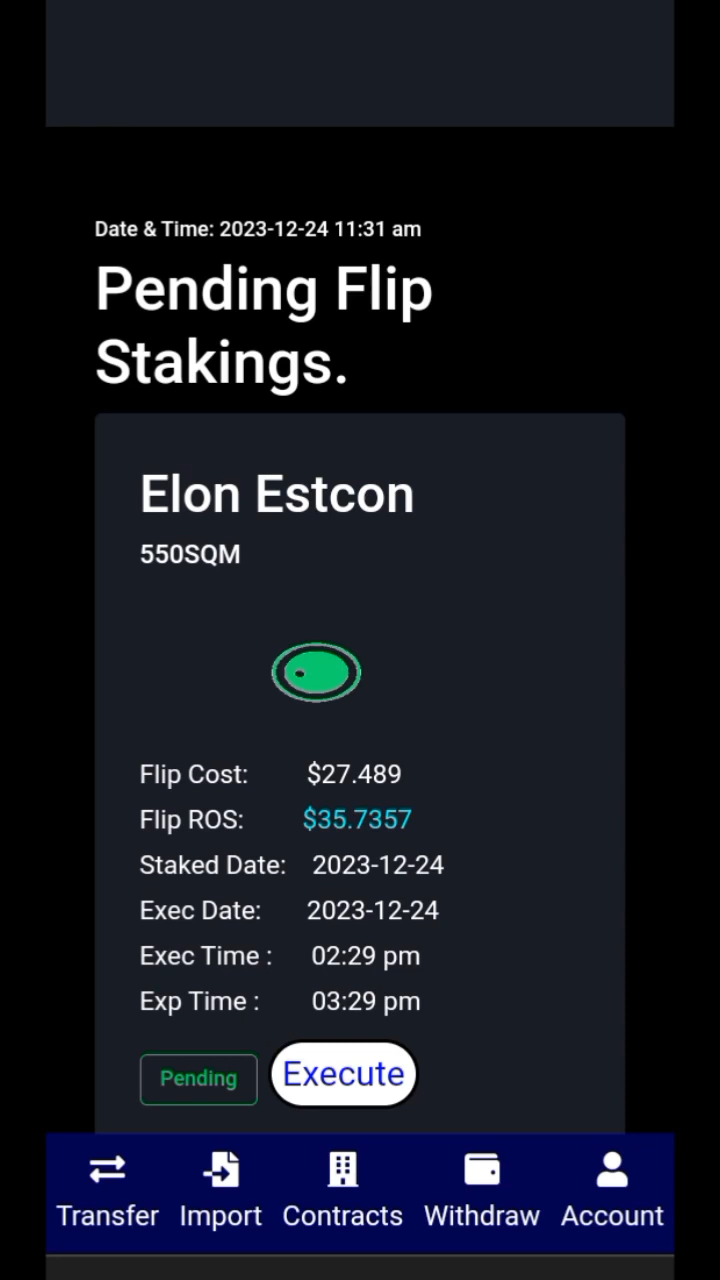 Date & Time: 2023-12-24 11:31 am
Pending Flip
Stakings.
Elon Estcon
550SQM
Flip Cost: $27.489
Flip ROS: $35.7357
Staked Date: 2023-12-24
Exec Date: 2023-12-24
Exec Time : 02:29 pm
Exp Time : 03:29 pm
Pending Execute
Transfer Import Contracts Withdraw Account